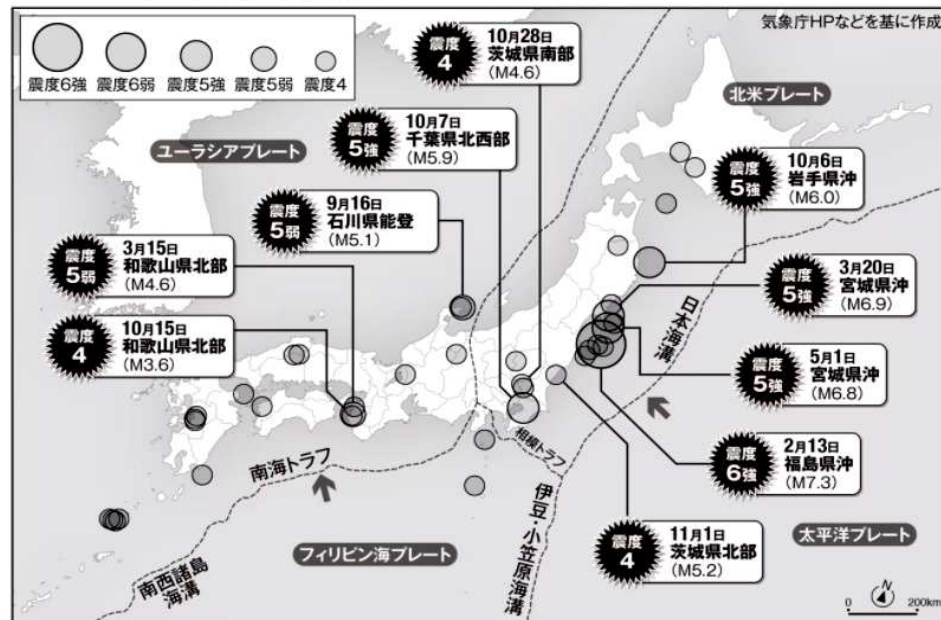 気象庁HPなどを基に作成
震度6強
震度6弱
震度5強
震度5弱
震度4
震度
4
10月28日
茨城県南部
(M4.6)
北米プレート
ユーラシアプレート
震度
5強
10月7日
千葉県北西部
(M5.9)
震度
5強
10月6日
岩手県沖
(M6.0)
震度
5弱
9月16日
石川県能登
(M5.1)
震度
5弱
3月15日
和歌山県北部
(M4.6)
震度
5強
3月20日
宮城県沖
(M6.9)
日本海溝
震度
4
10月15日
和歌山県北部
(M3.6)
震度
5強
5月1日
宮城県沖
(M6.8)
相模トラフ
南海トラフ
震度
6強
2月13日
福島県沖
(M7.3)
伊豆・小笠原海溝
震度
4
11月1日
茨城県北部
(M5.2)
太平洋プレート
フィリピン海プレート
南西諸島
海溝
N
0 200km